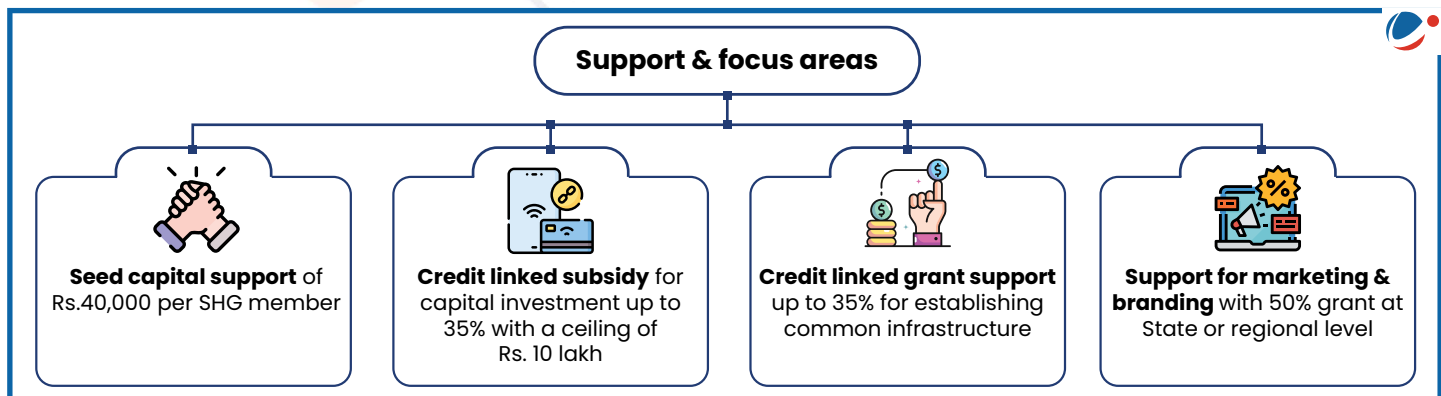 Support & focus areas
Seed capital support of
Rs.40,000 per SHG member
Credit linked subsidy for
capital investment up to
35% with a ceiling of
Rs. 10 lakh
Credit linked grant support
up to 35% for establishing
common infrastructure
Support for marketing &
branding with 50% grant at
State or regional level